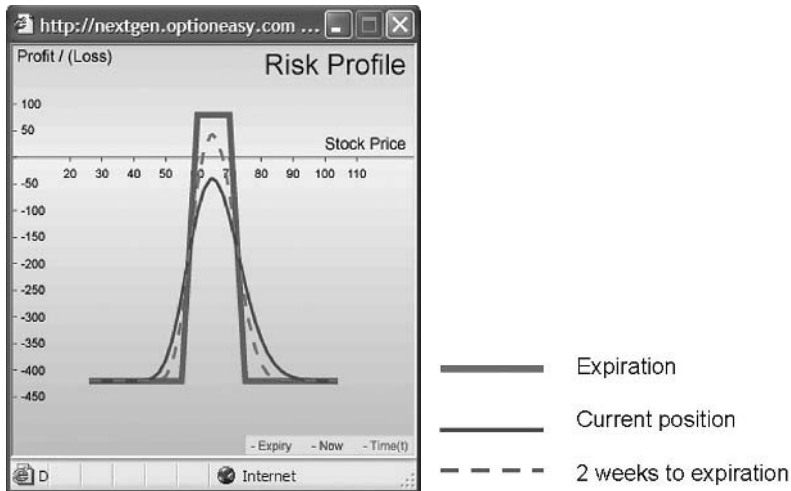 http://nextgen.optioneasy.com ...
Profit / (Loss)
Risk Profile
100
50
Stock Price
20 30 40 50 60 7 80 90 100 110
-50
-100
-150
-200
-250
-300
-350
-400
-450
- Expiry - Now - Time(t)
D
Internet
Expiration
Current position
2 weeks to expiration